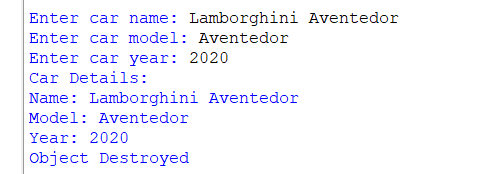 Enter car name: Lamborghini Aventedor
Enter car model: Aventedor
Enter car year: 2020
Car Details:
Name: Lamborghini Aventedor
Model: Aventedor
Year: 2020
Object Destroyed